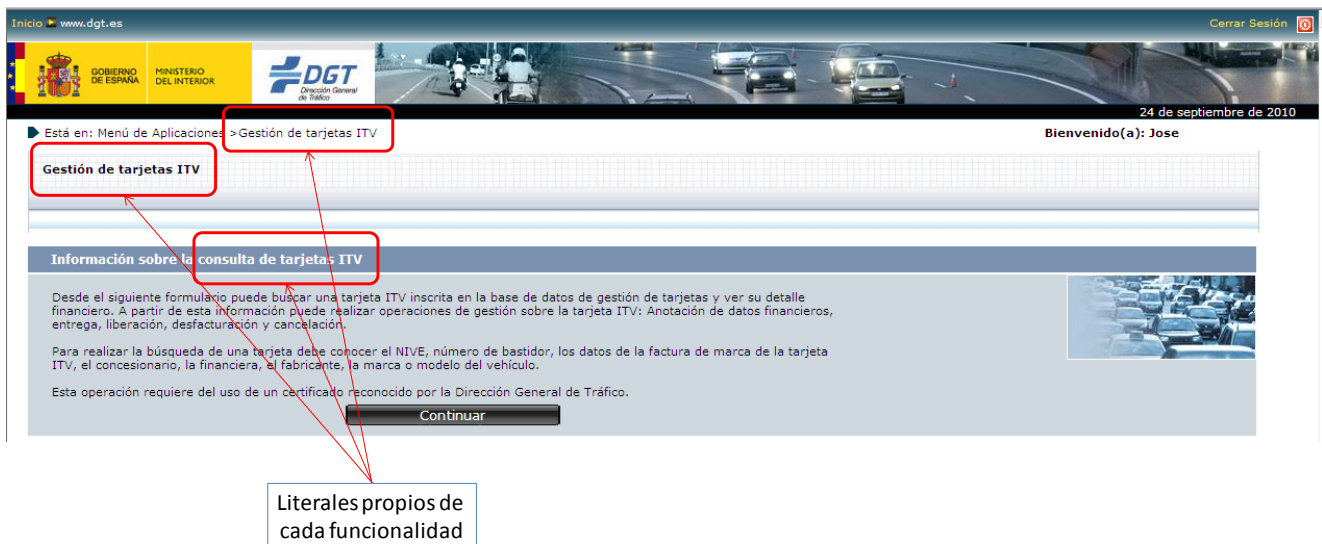 Inicio www.dgt.es
Cerrar Sesión
GOBIERNO
DE ESPAÑA
MINISTERIO
DEL INTERIOR
DGT
Dirección General
de Tráfico
24 de septiembre de 2010
Está en: Menú de Aplicaciones >Gestión de tarjetas ITV
Bienvenido(a): Jose
Gestión de tarjetas ITV
Información sobre la consulta de tarjetas ITV
Desde el siguiente formulario puede buscar una tarjeta ITV inscrita en la base de datos de gestión de tarjetas y ver su detalle
financiero. A partir de esta información puede realizar operaciones de gestión sobre la tarjeta ITV: Anotación de datos financieros,
entrega, liberación, desfacturación y cancelación.
Para realizar la búsqueda de una tarjeta debe conocer el NIVE, número de bastidor, los datos de la factura de marca de la tarjeta
ITV, el concesionario, la financiera, el fabricante, la marca o modelo del vehículo.
Esta operación requiere del uso de un certificado reconocido por la Dirección General de Tráfico.
Continuar
Literales propios de
cada funcionalidad